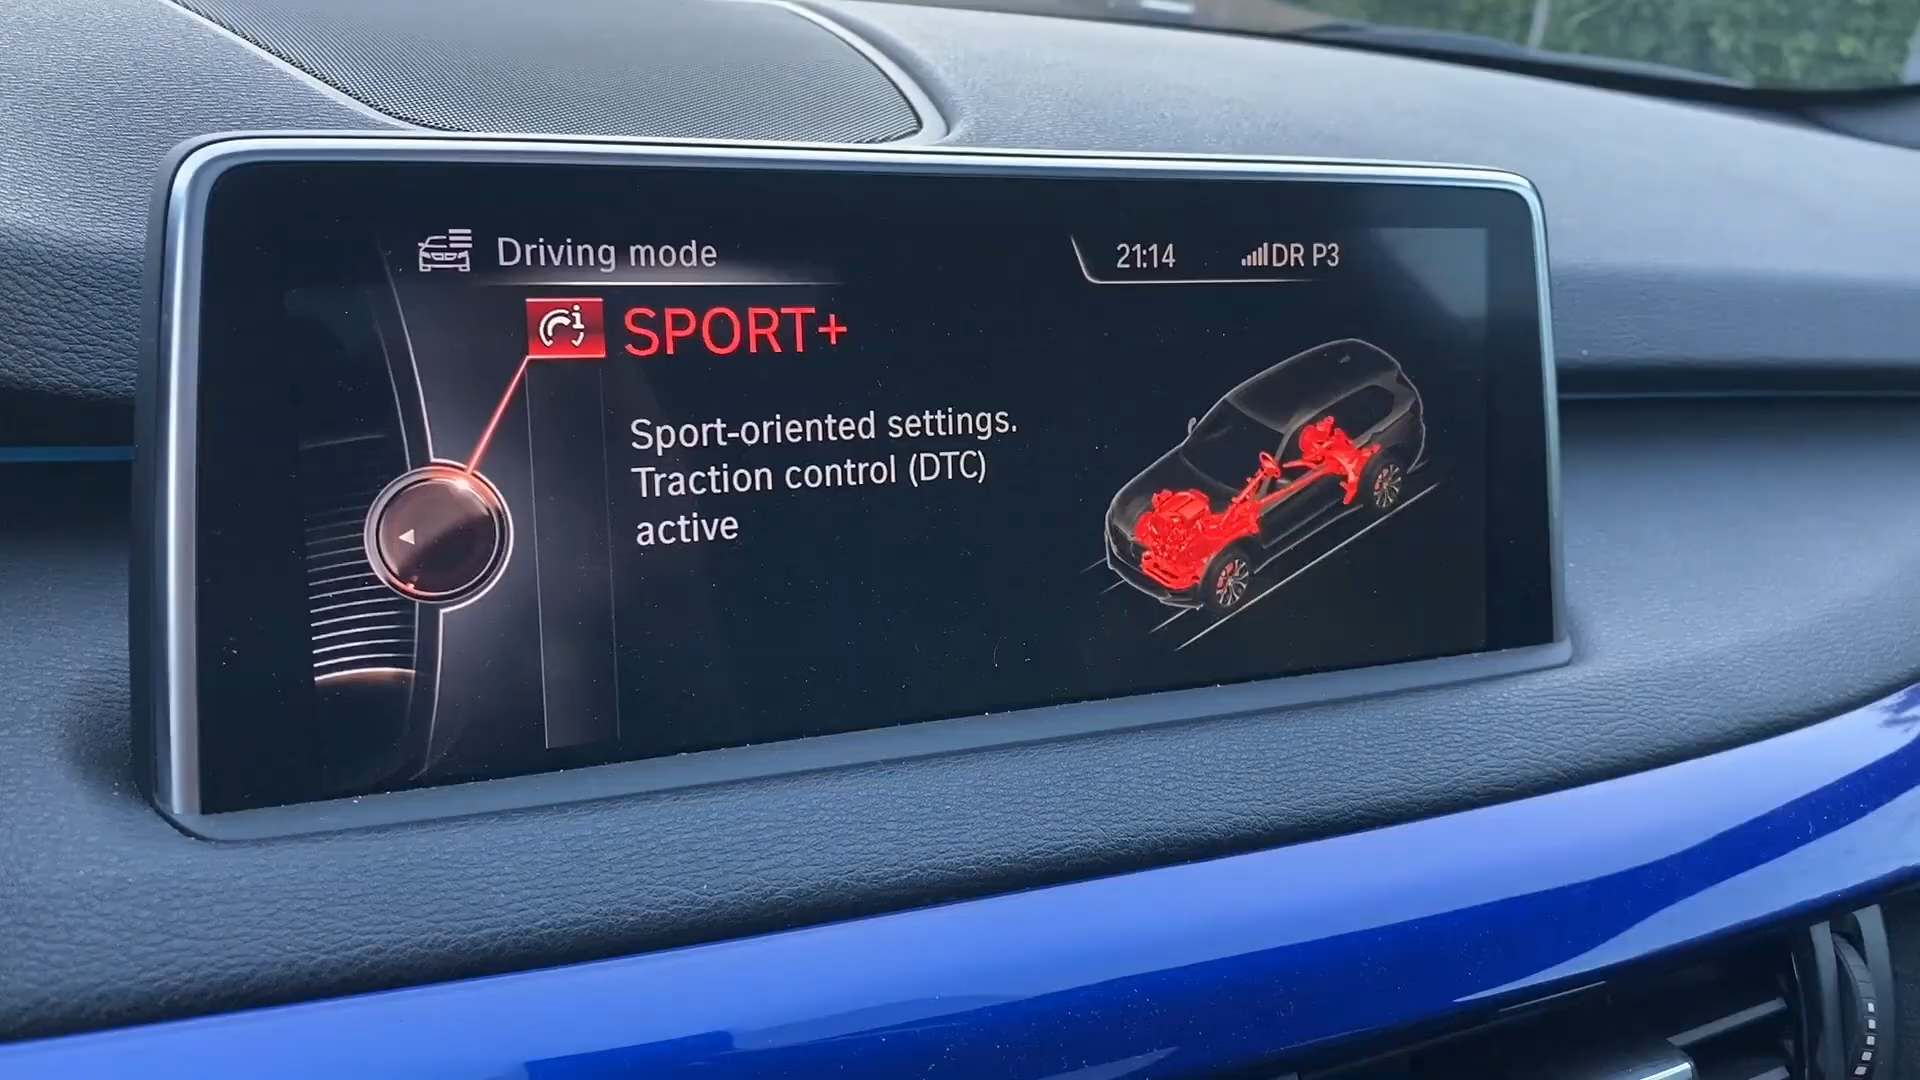 Driving mode
21:14
DR P3
SPORT+
Sport-oriented settings.
Traction control (DTC)
active